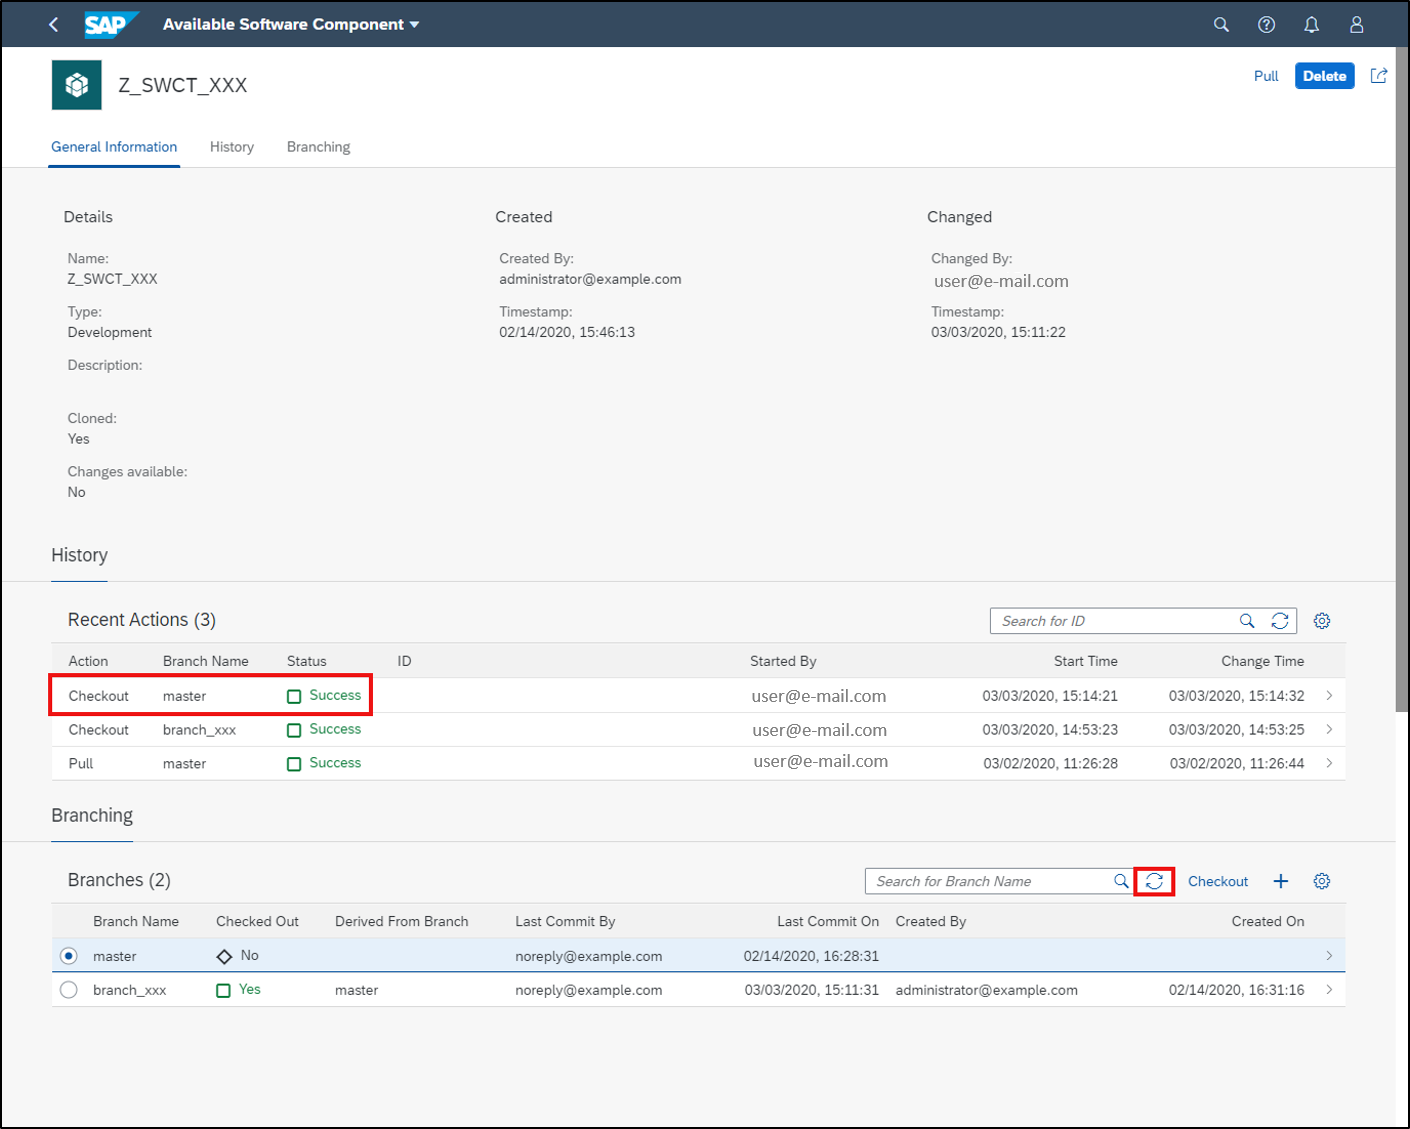 SAP Available Software Component
Z_SWCT_XXX
Pull Delete
General Information History Branching
Details Created Changed
Name: Created By: Changed By:
Z_SWCT_XXX administrator@example.com user@e-mail.com
Type: Timestamp: Timestamp:
Development 02/14/2020, 15:46:13 03/03/2020, 15:11:22
Description:
Cloned:
Yes
Changes available:
No
History
Recent Actions (3) Search for ID
Action Branch Name Status ID Started By Start Time Change Time
Checkout master Success user@e-mail.com 03/03/2020, 15:14:21 03/03/2020, 15:14:32
Checkout branch_xxx Success user@e-mail.com 03/03/2020, 14:53:23 03/03/2020, 14:53:25
Pull master Success user@e-mail.com 03/02/2020, 11:26:28 03/02/2020, 11:26:44
Branching
Branches (2) Search for Branch Name Checkout
Branch Name Checked Out Derived From Branch Last Commit By Last Commit On Created By Created On
master No noreply@example.com 02/14/2020, 16:28:31
branch_xxx Yes master noreply@example.com 03/03/2020, 15:11:31 administrator@example.com 02/14/2020, 16:31:16